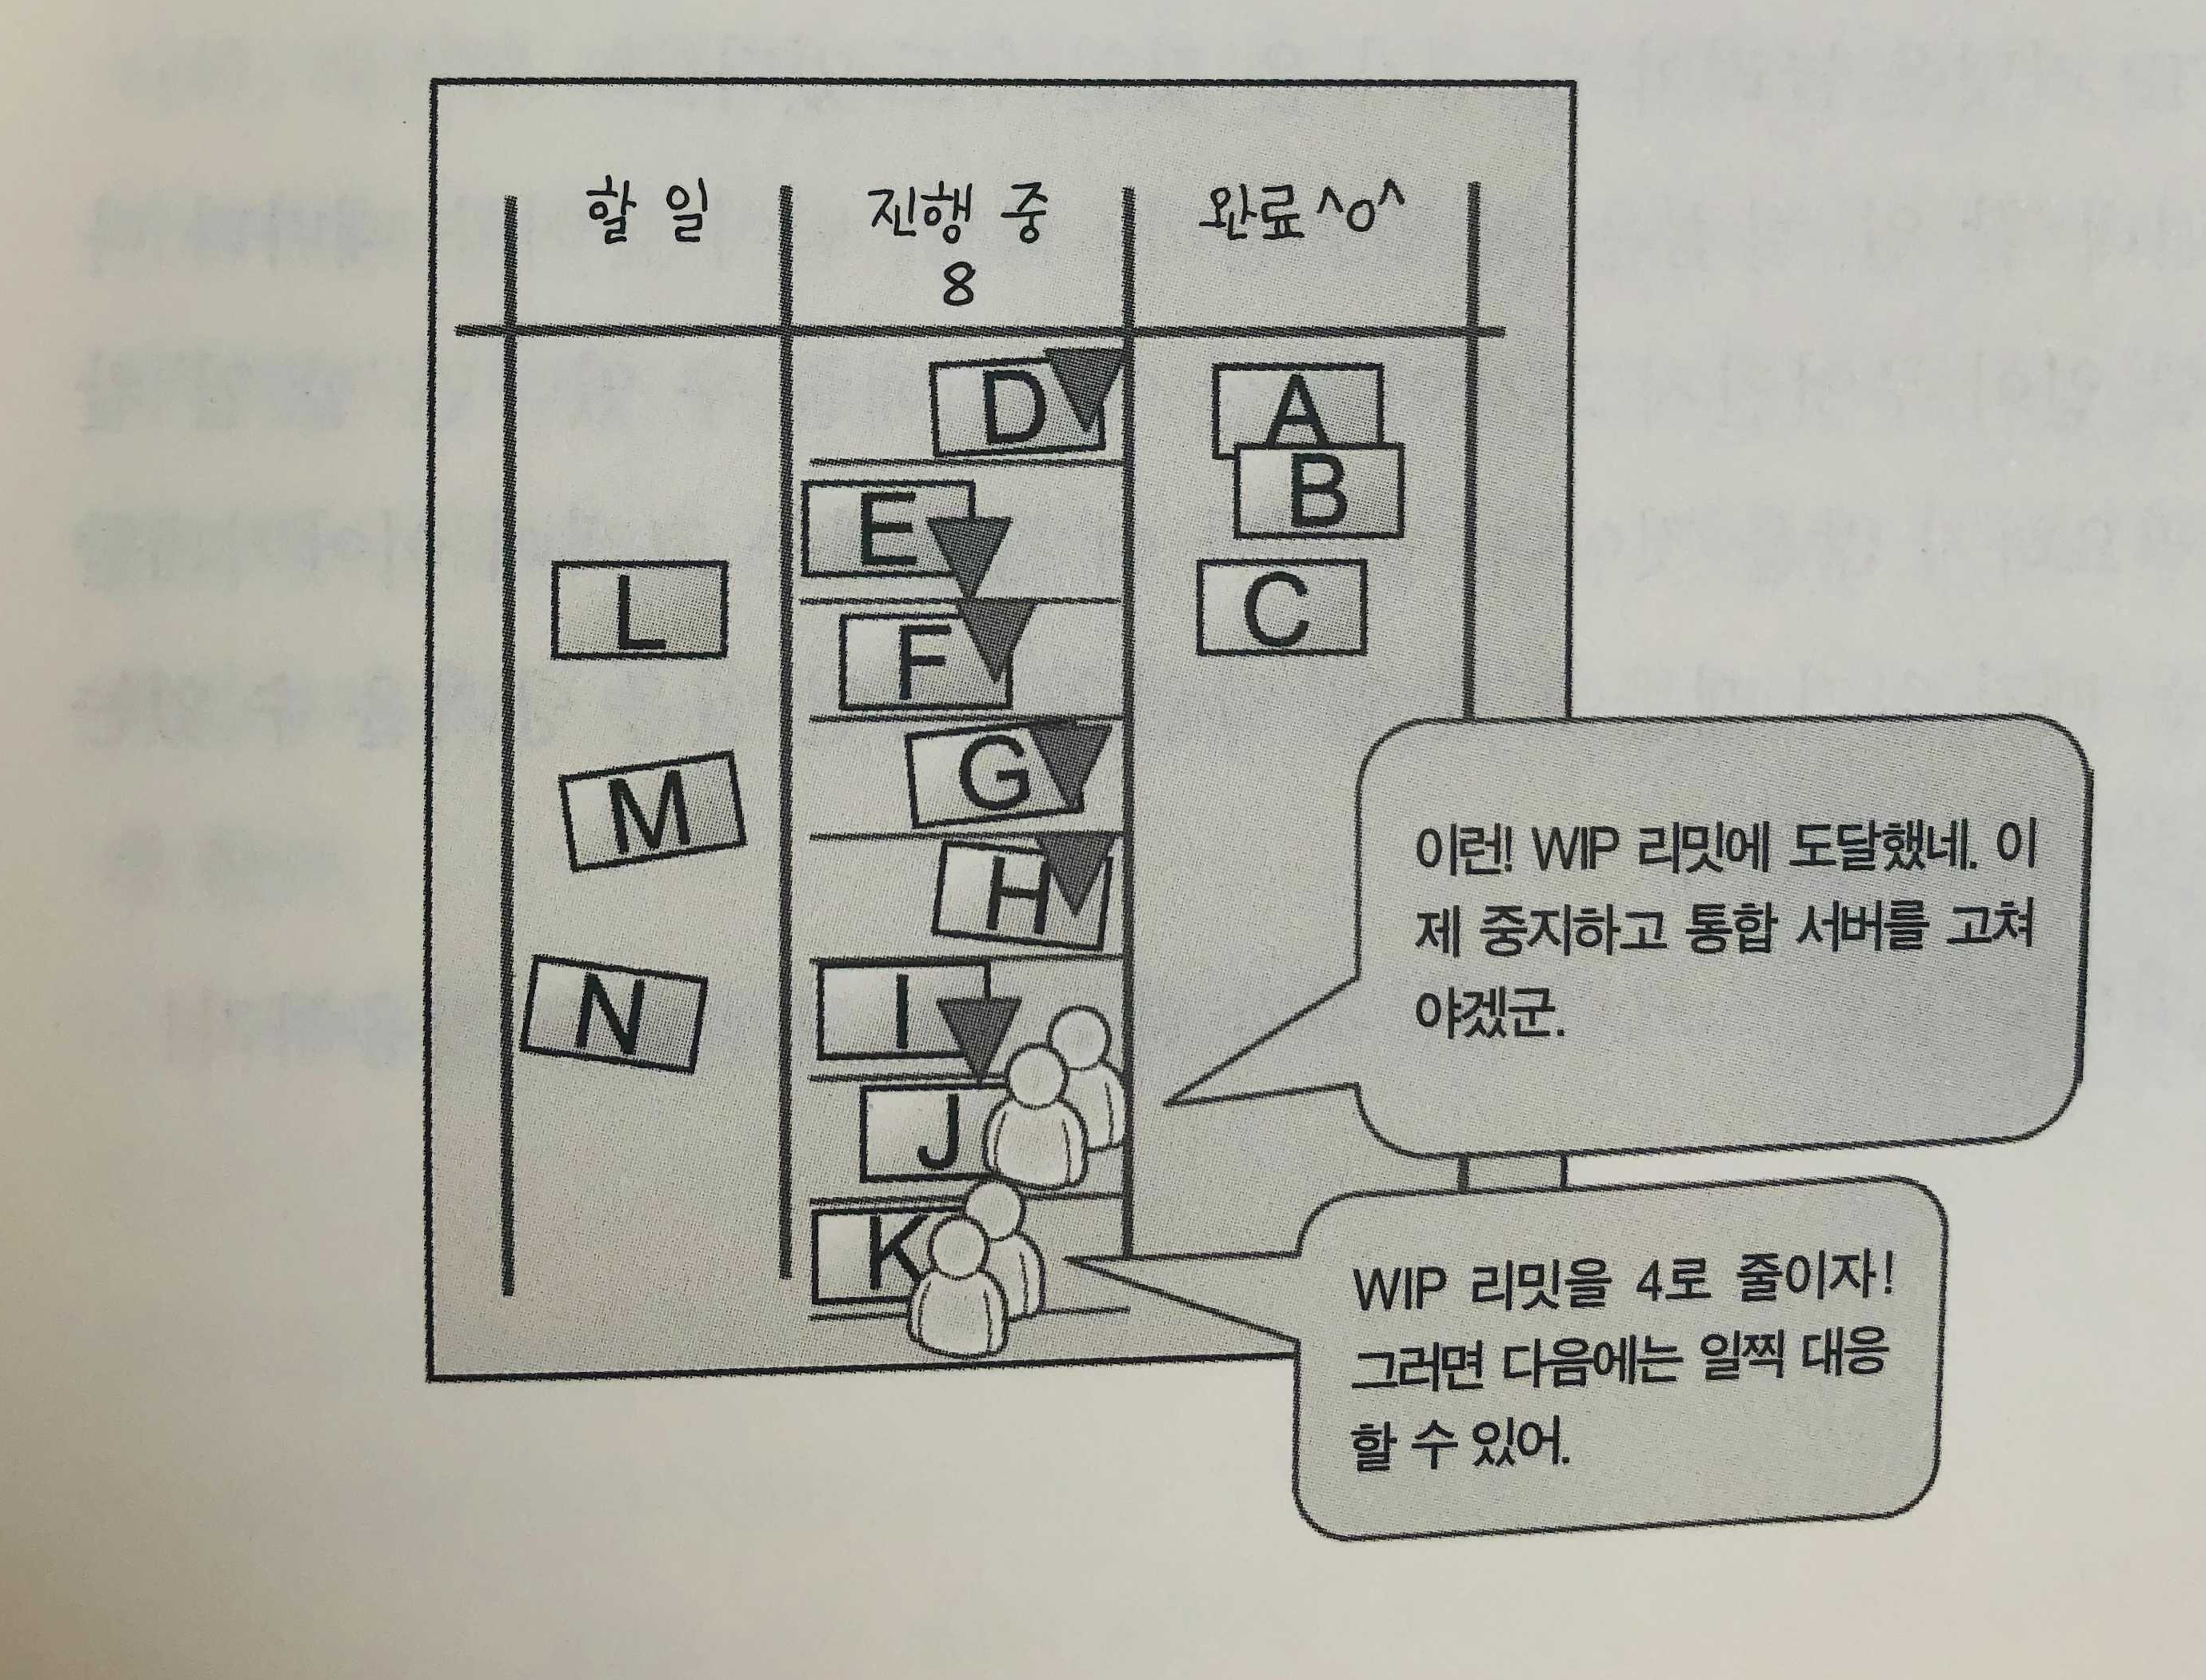 할 일
진행 중
8
완료 ^o^
L
M
N
D
E
F
G
H
I
J
K
A
B
C
이런! WIP 리밋에 도달했네. 이
제 중지하고 통합 서버를 고쳐
야겠군.
WIP 리밋을 4로 줄이자!
그러면 다음에는 일찍 대응
할 수 있어.